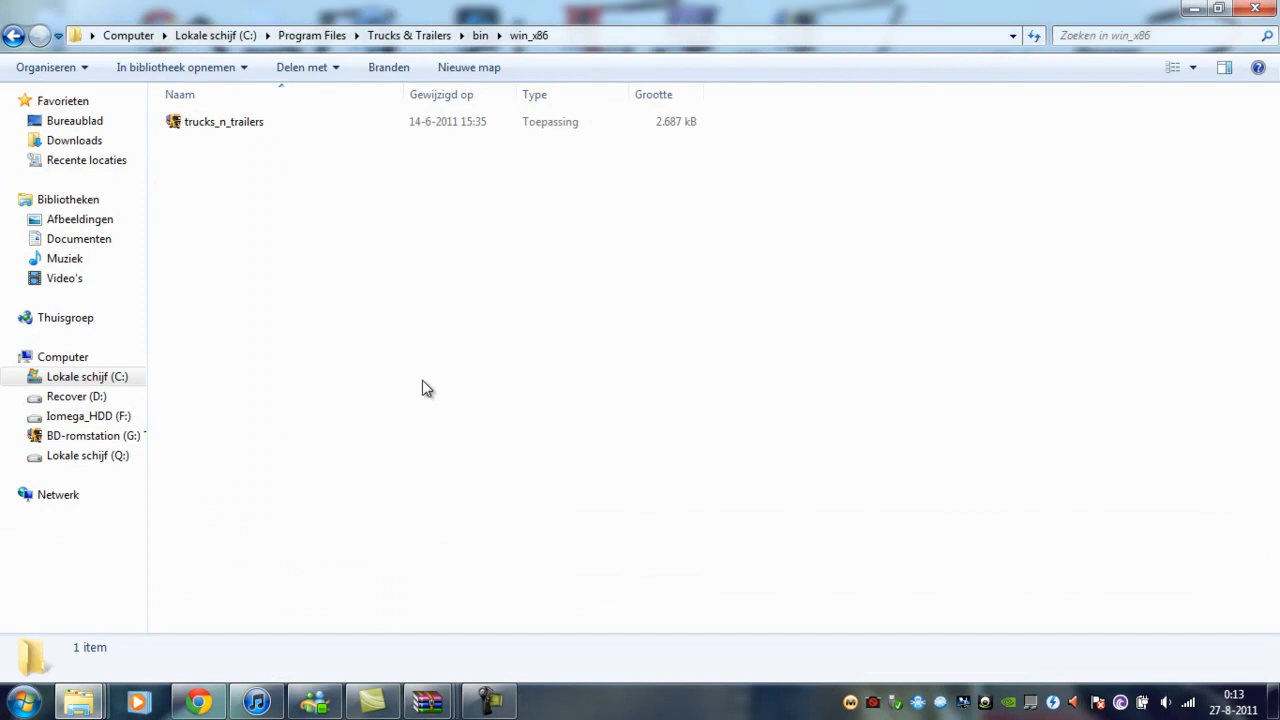 Computer Lokale schijf (C:) Program Files Trucks & Trailers bin win_x86 Zoeken in win_x86
Organiseren In bibliotheek opnemen Delen met Branden Nieuwe map
Naam Gewijzigd op Type Grootte
trucks_n_trailers 14-6-2011 15:35 Toepassing 2.687 kB
Favorieten
Bureaublad
Downloads
Recente locaties
Bibliotheken
Afbeeldingen
Documenten
Muziek
Video's
Thuisgroep
Computer
Lokale schijf (C:)
Recover (D:)
Iomega_HDD (F:)
BD-romstation (G:) T
Lokale schijf (Q:)
Netwerk
1 item
0:13
27-8-2011